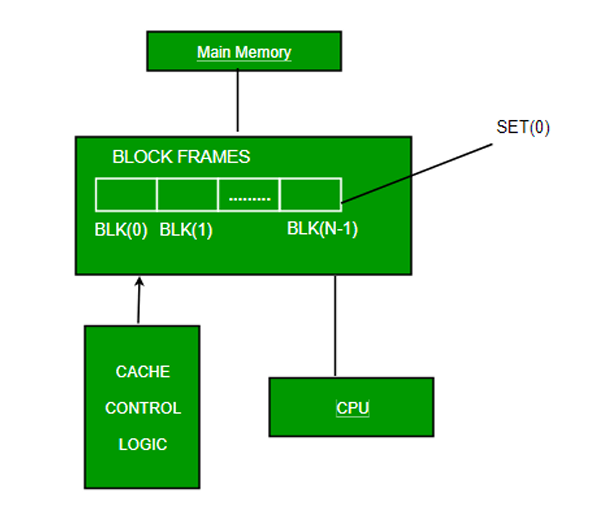 Main Memory
SET(0)
BLOCK FRAMES
.........
BLK(0) BLK(1) BLK(N-1)
CACHE
CONTROL
LOGIC
CPU